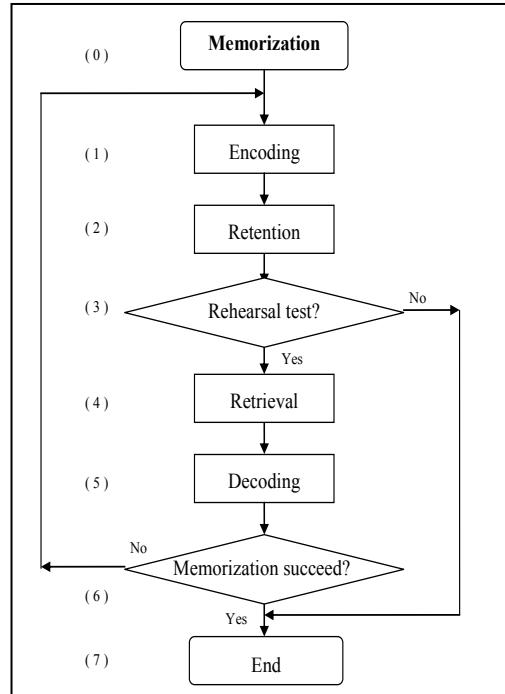 Memorization
( 0 )
( 1 )
Encoding
( 2 )
Retention
( 3 )
Rehearsal test?
No
Yes
( 4 )
Retrieval
( 5 )
Decoding
No
Memorization succeed?
( 6 )
Yes
( 7 )
End